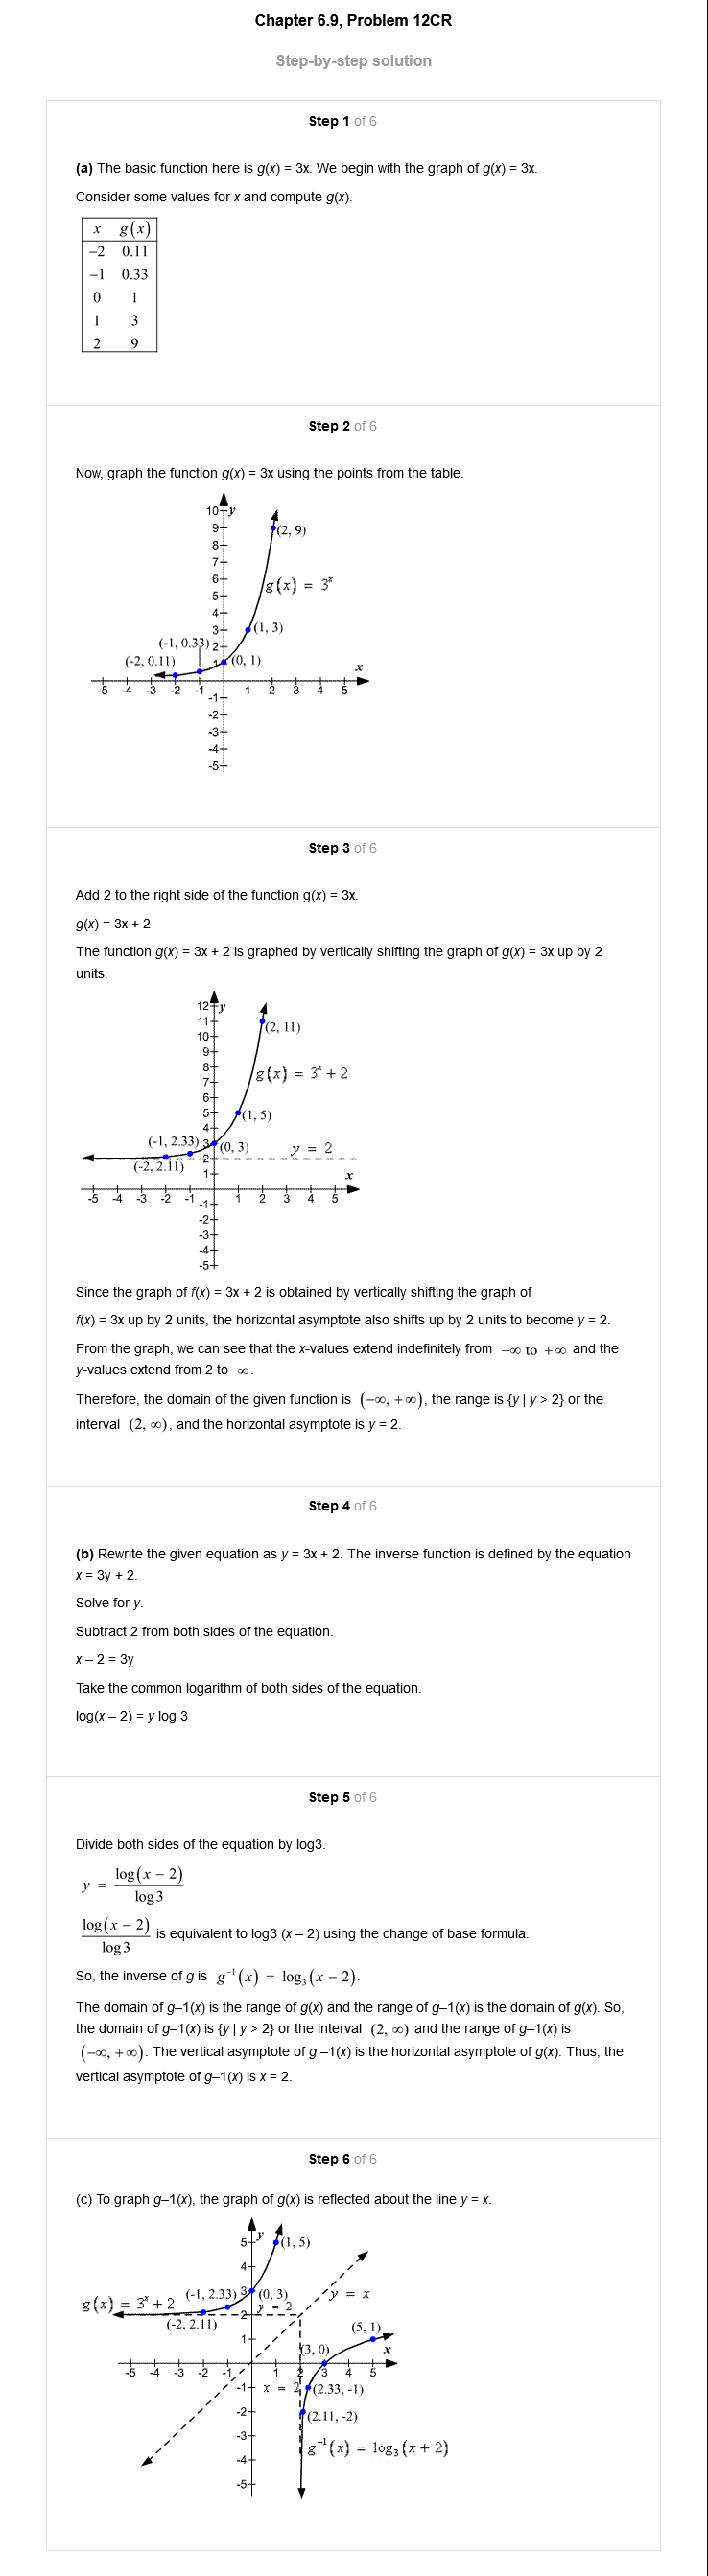 Chapter 6.9, Problem 12CR
Step-by-step solution
Step 1 of 6
(a) The basic function here is g(x) = 3x. We begin with the graph of g(x) = 3x.
Consider some values for x and compute g(x).
x g(x)
−2 0.11
−1 0.33
0 1
1 3
2 9
Step 2 of 6
Now, graph the function g(x) = 3x using the points from the table.
10 y
9 (2, 9)
8
7
6 g(x) = 3ˣ
5
4
3 (1, 3)
(-1, 0.33) 2
(-2, 0.11) 1 (0, 1) x
-5 -4 -3 -2 -1 1 2 3 4 5
-1
-2
-3
-4
-5
Step 3 of 6
Add 2 to the right side of the function g(x) = 3x.
g(x) = 3x + 2
The function g(x) = 3x + 2 is graphed by vertically shifting the graph of g(x) = 3x up by 2
units.
12 y
11 (2, 11)
10
9
8 g(x) = 3ˣ + 2
7
6
5 (1, 5)
4
(-1, 2.33) 3 (0, 3) y = 2
(-2, 2.11) 2
1 x
-5 -4 -3 -2 -1 1 2 3 4 5
-1
-2
-3
-4
-5
Since the graph of f(x) = 3x + 2 is obtained by vertically shifting the graph of
f(x) = 3x up by 2 units, the horizontal asymptote also shifts up by 2 units to become y = 2.
From the graph, we can see that the x-values extend indefinitely from −∞ to +∞ and the
y-values extend from 2 to ∞.
Therefore, the domain of the given function is (−∞, +∞), the range is {y | y > 2} or the
interval (2, ∞), and the horizontal asymptote is y = 2.
Step 4 of 6
(b) Rewrite the given equation as y = 3x + 2. The inverse function is defined by the equation
x = 3y + 2.
Solve for y.
Subtract 2 from both sides of the equation.
x – 2 = 3y
Take the common logarithm of both sides of the equation.
log(x – 2) = y log 3
Step 5 of 6
Divide both sides of the equation by log3.
y = log(x − 2) / log 3
log(x − 2) / log 3 is equivalent to log3 (x – 2) using the change of base formula.
So, the inverse of g is g⁻¹(x) = log₃(x − 2).
The domain of g–1(x) is the range of g(x) and the range of g–1(x) is the domain of g(x). So,
the domain of g–1(x) is {y | y > 2} or the interval (2, ∞) and the range of g–1(x) is
(−∞, +∞). The vertical asymptote of g –1(x) is the horizontal asymptote of g(x). Thus, the
vertical asymptote of g–1(x) is x = 2.
Step 6 of 6
(c) To graph g–1(x), the graph of g(x) is reflected about the line y = x.
y
5 (1, 5)
4
g(x) = 3ˣ + 2 (-1, 2.33) 3 (0, 3) y = x
y = 2
2
(-2, 2.11) (5, 1)
1 (3, 0) x
-5 -4 -3 -2 -1 1 2 3 4 5
-1 x = 2 (2.33, -1)
-2 (2.11, -2)
-3 g⁻¹(x) = log₃(x + 2)
-4
-5